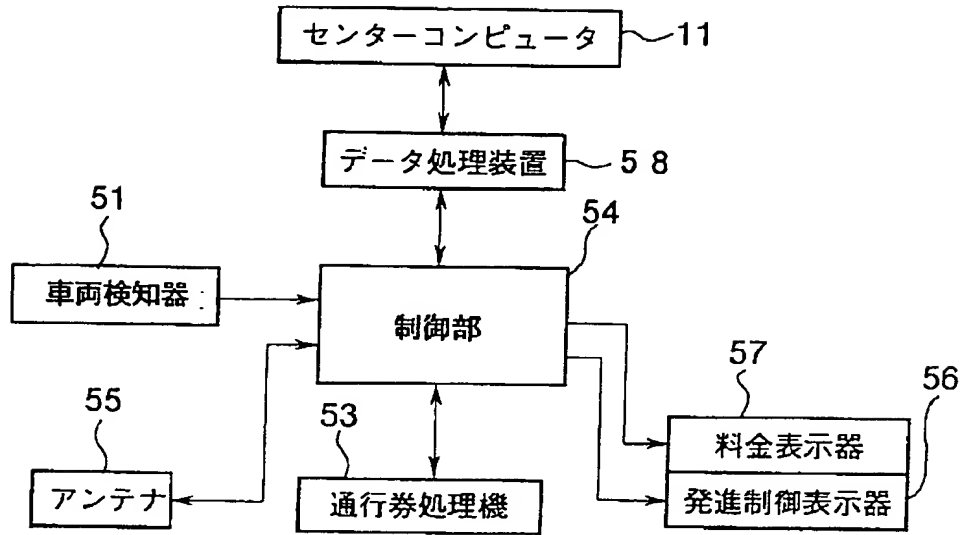 センターコンピュータ
11
データ処理装置
58
51
54
車両検知器
制御部
57
56
55
53
料金表示器
アンテナ
通行券処理機
発進制御表示器